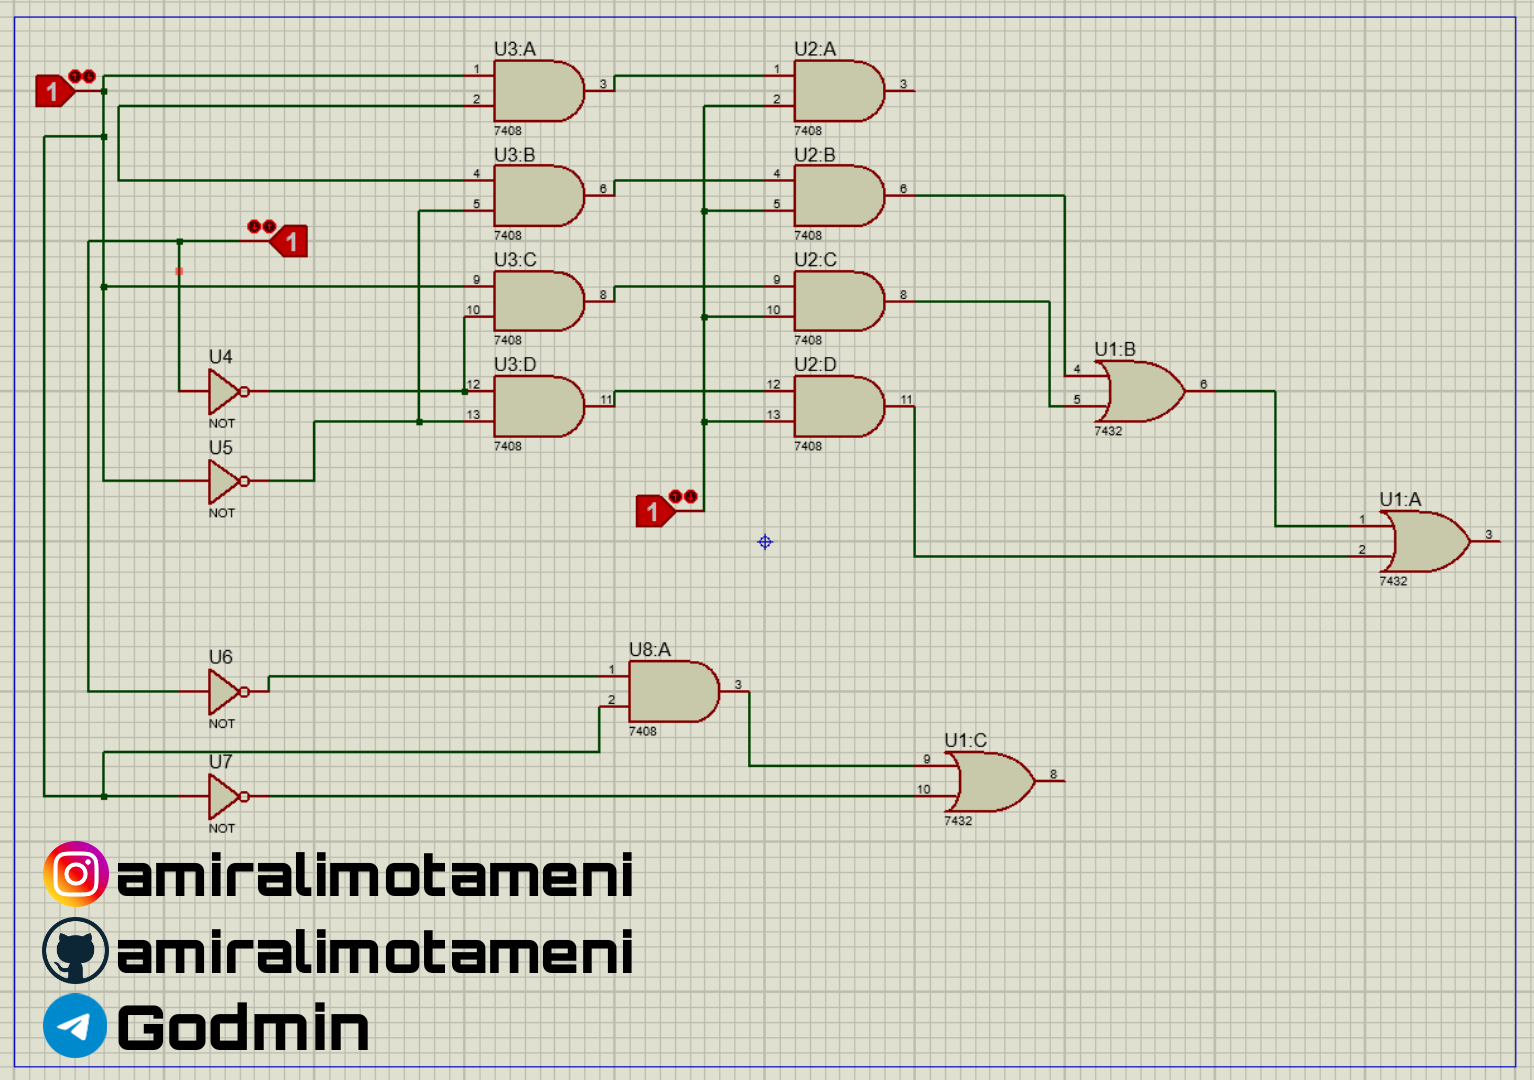 U3:A
U2:A
1
1
3
1
3
2
2
7408
7408
U3:B
U2:B
4
6
4
6
5
5
7408
7408
1
U3:C
U2:C
9
8
9
8
10
10
7408
7408
U4
U3:D
U2:D
U1:B
12
11
12
11
4
6
13
13
5
NOT
7408
7408
7432
U5
NOT
1
U1:A
1
3
2
7432
U6
U8:A
1
3
2
NOT
7408
U7
U1:C
9
8
10
NOT
7432
amiralimotameni
amiralimotameni
Godmin